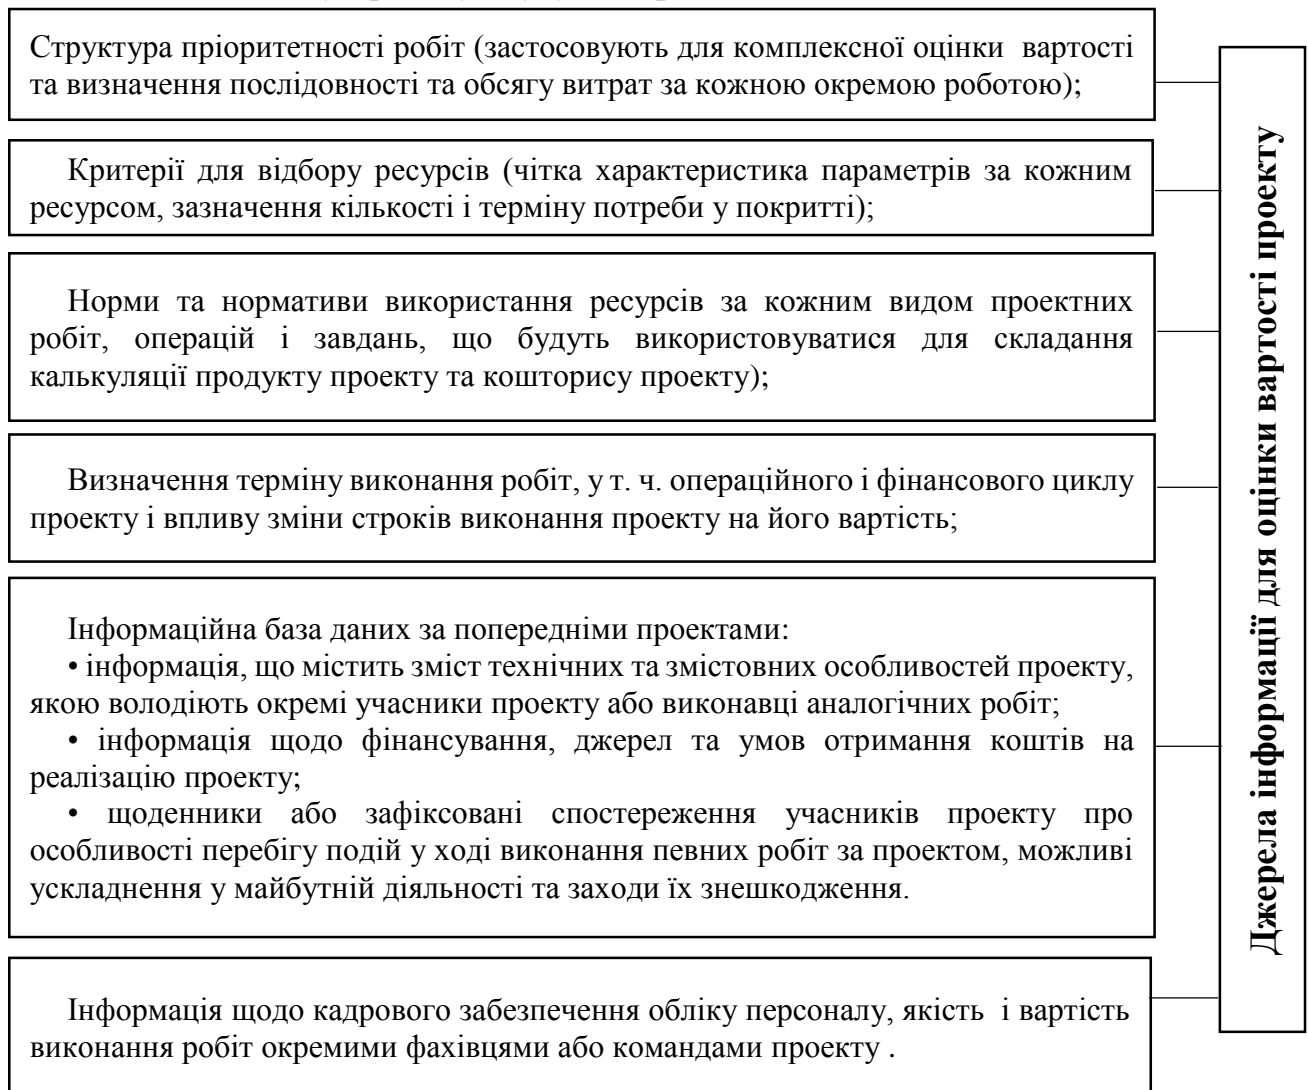 Структура пріоритетності робіт (застосовують для комплексної оцінки вартості
та визначення послідовності та обсягу витрат за кожною окремою роботою);
Критерії для відбору ресурсів (чітка характеристика параметрів за кожним
ресурсом, зазначення кількості і терміну потреби у покритті);
Норми та нормативи використання ресурсів за кожним видом проектних
робіт, операцій і завдань, що будуть використовуватися для складання
калькуляції продукту проекту та кошторису проекту);
Визначення терміну виконання робіт, у т. ч. операційного і фінансового циклу
проекту і впливу зміни строків виконання проекту на його вартість;
Інформаційна база даних за попередніми проектами:
• інформація, що містить зміст технічних та змістовних особливостей проекту,
якою володіють окремі учасники проекту або виконавці аналогічних робіт;
• інформація щодо фінансування, джерел та умов отримання коштів на
реалізацію проекту;
• щоденники або зафіксовані спостереження учасників проекту про
особливості перебігу подій у ході виконання певних робіт за проектом, можливі
ускладнення у майбутній діяльності та заходи їх знешкодження.
Інформація щодо кадрового забезпечення обліку персоналу, якість і вартість
виконання робіт окремими фахівцями або командами проекту .
Джерела інформації для оцінки вартості проекту